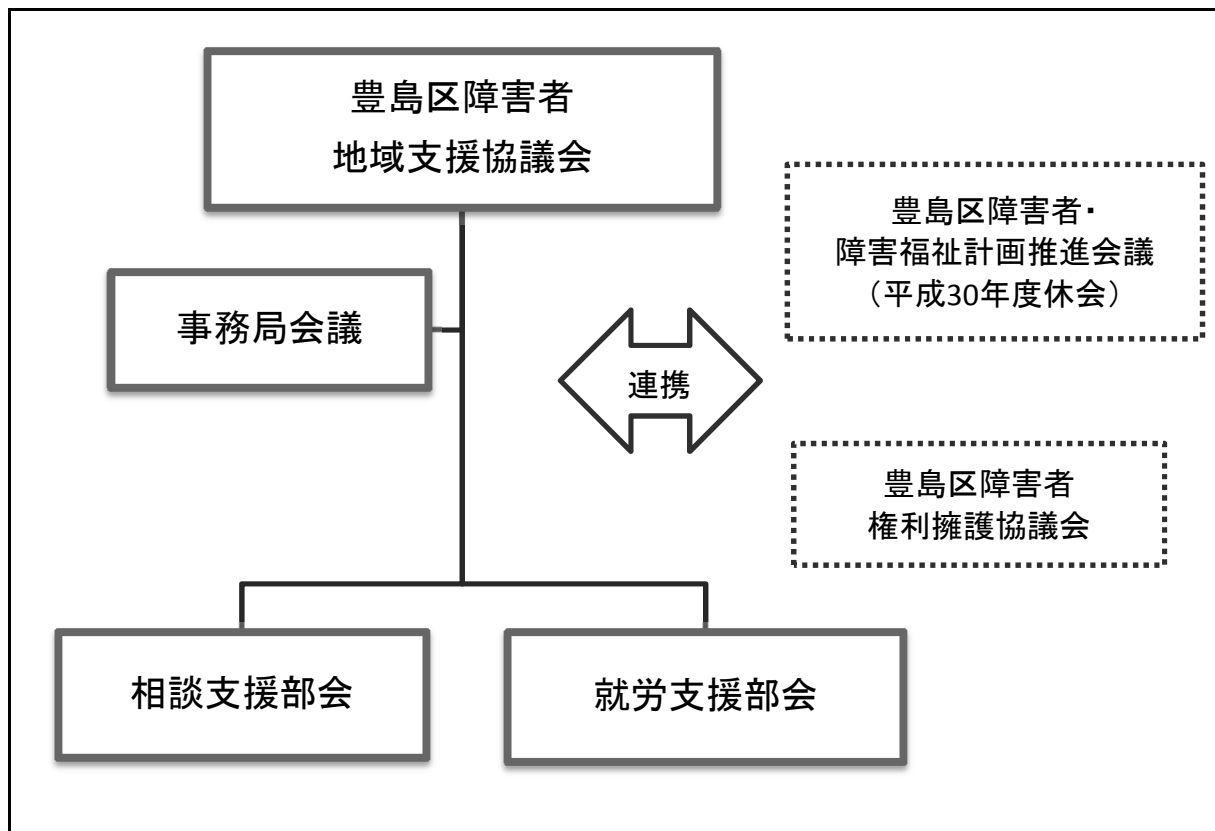 豊島区障害者
地域支援協議会
豊島区障害者・
障害福祉計画推進会議
（平成30年度休会）
事務局会議
連携
豊島区障害者
権利擁護協議会
相談支援部会
就労支援部会